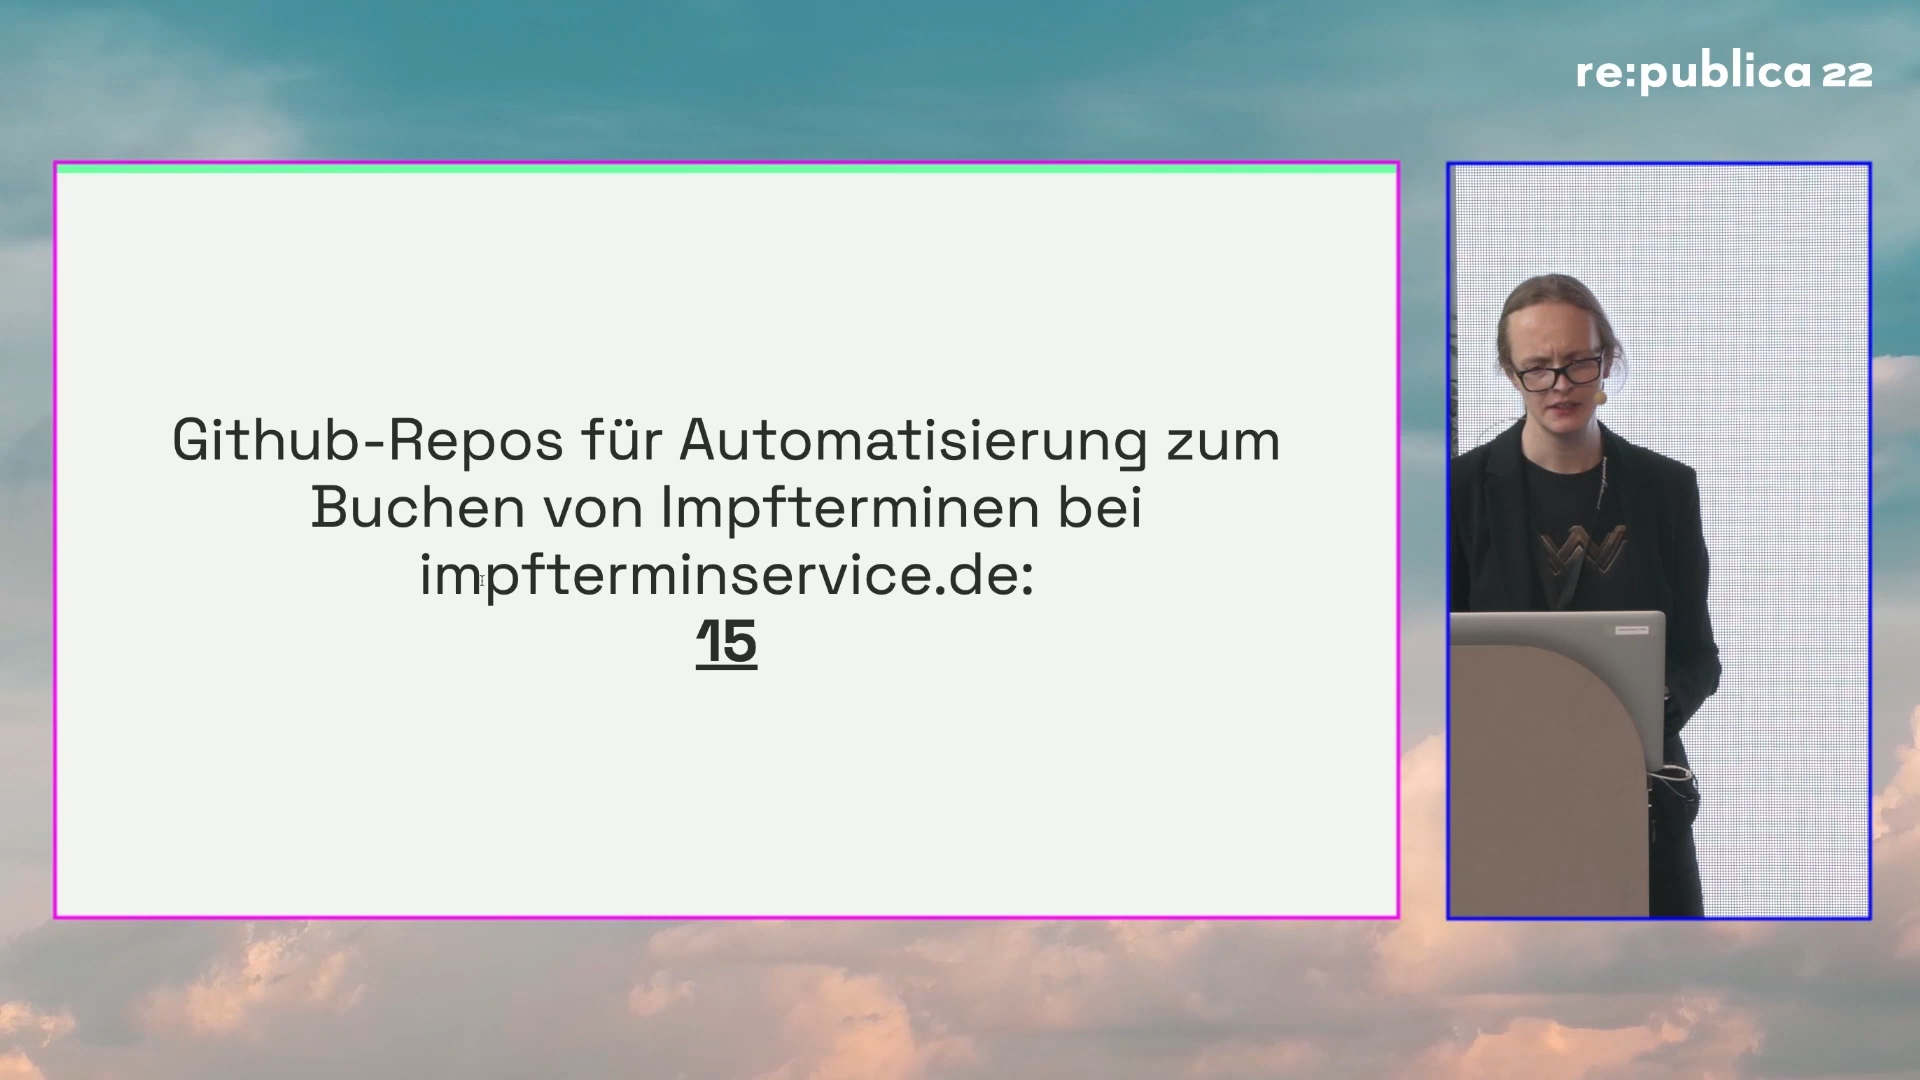 re:publica 22
Github-Repos für Automatisierung zum
Buchen von Impfterminen bei
impfterminservice.de:
15